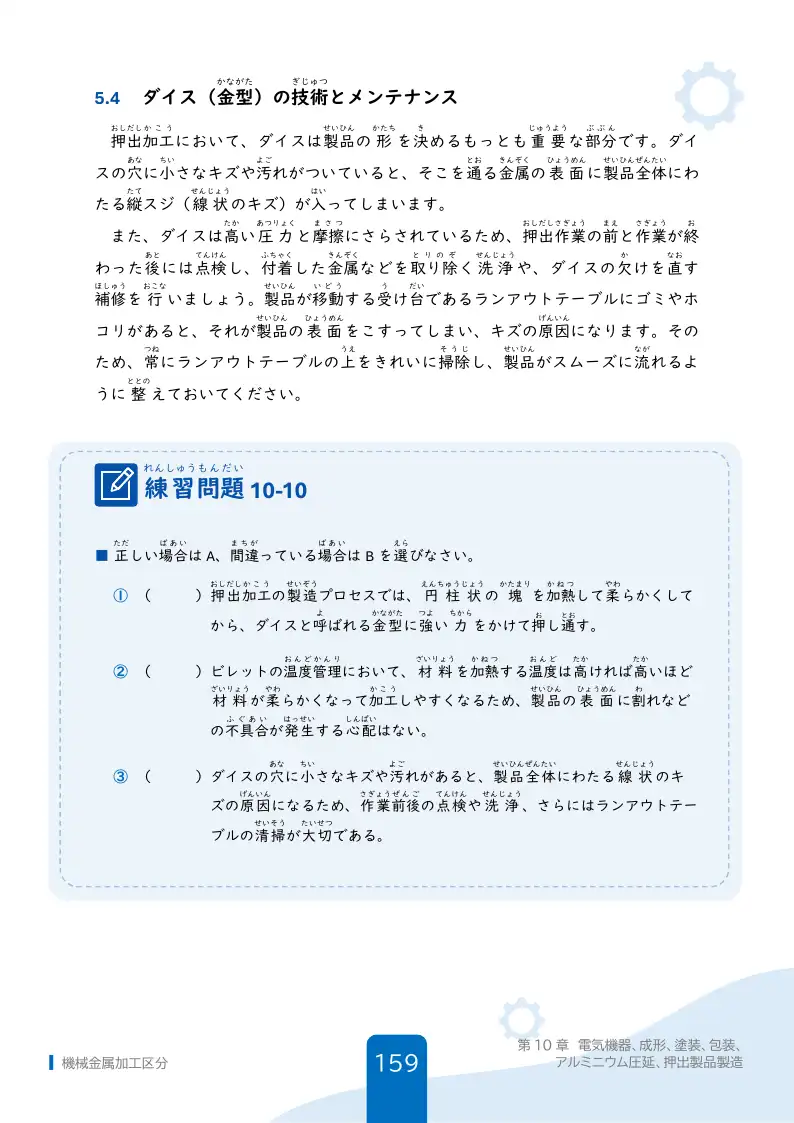 5.4 ダイス（金型）の技術とメンテナンス
押出加工において、ダイスは製品の形を決めるもっとも重要な部分です。ダイ
スの穴に小さなキズや汚れがついていると、そこを通る金属の表面に製品全体にわ
たる縦スジ（線状のキズ）が入ってしまいます。
また、ダイスは高い圧力と摩擦にさらされているため、押出作業の前と作業が終
わった後には点検し、付着した金属などを取り除く洗浄や、ダイスの欠けを直す
補修を行いましょう。製品が移動する受け台であるランアウトテーブルにゴミやホ
コリがあると、それが製品の表面をこすってしまい、キズの原因になります。その
ため、常にランアウトテーブルの上をきれいに掃除し、製品がスムーズに流れるよ
うに整えておいてください。
練習問題 10-10
■ 正しい場合は A、間違っている場合は B を選びなさい。
① （　　）押出加工の製造プロセスでは、円柱状の塊を加熱して柔らかくして
から、ダイスと呼ばれる金型に強い力をかけて押し通す。
② （　　）ビレットの温度管理において、材料を加熱する温度は高ければ高いほど
材料が柔らかくなって加工しやすくなるため、製品の表面に割れなど
の不具合が発生する心配はない。
③ （　　）ダイスの穴に小さなキズや汚れがあると、製品全体にわたる線状のキ
ズの原因になるため、作業前後の点検や洗浄、さらにはランアウトテー
ブルの清掃が大切である。
機械金属加工区分
159
第 10 章 電気機器、成形、塗装、包装、
アルミニウム圧延、押出製品製造